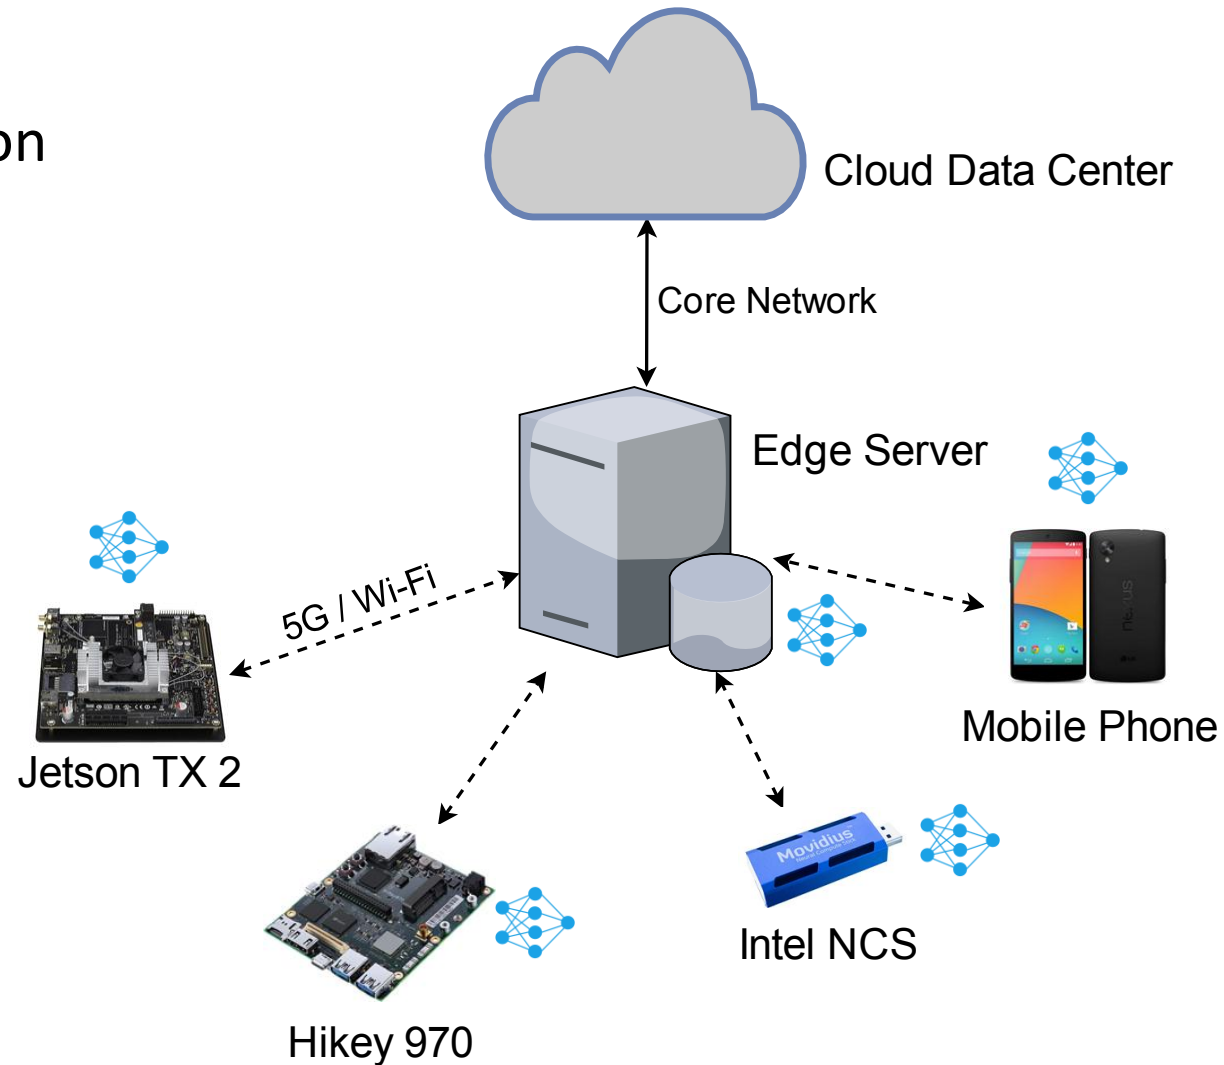 on
Cloud Data Center
Core Network
Edge Server
5G / Wi-Fi
Jetson TX 2
Mobile Phone
Movidius
Intel NCS
Hikey 970